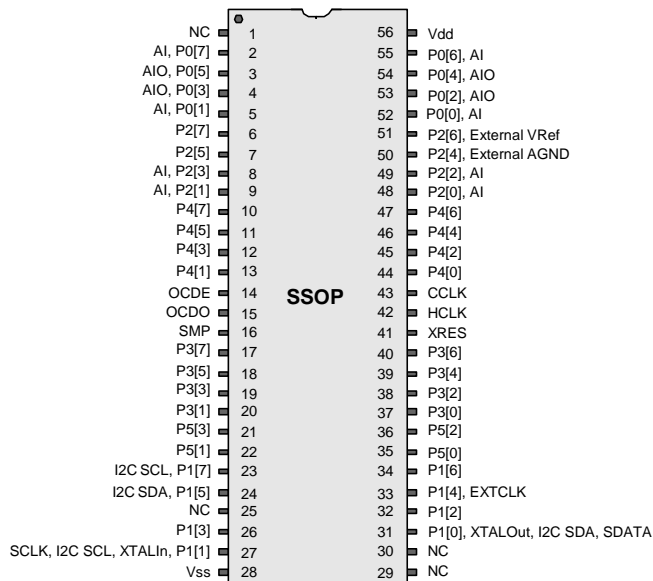 NC 1 56 Vdd
AI, P0[7] 2 55 P0[6], AI
AIO, P0[5] 3 54 P0[4], AIO
AIO, P0[3] 4 53 P0[2], AIO
AI, P0[1] 5 52 P0[0], AI
P2[7] 6 51 P2[6], External VRef
P2[5] 7 50 P2[4], External AGND
AI, P2[3] 8 49 P2[2], AI
AI, P2[1] 9 48 P2[0], AI
P4[7] 10 47 P4[6]
P4[5] 11 46 P4[4]
P4[3] 12 45 P4[2]
P4[1] 13 44 P4[0]
OCDE 14 SSOP 43 CCLK
OCDO 15 42 HCLK
SMP 16 41 XRES
P3[7] 17 40 P3[6]
P3[5] 18 39 P3[4]
P3[3] 19 38 P3[2]
P3[1] 20 37 P3[0]
P5[3] 21 36 P5[2]
P5[1] 22 35 P5[0]
I2C SCL, P1[7] 23 34 P1[6]
I2C SDA, P1[5] 24 33 P1[4], EXTCLK
NC 25 32 P1[2]
P1[3] 26 31 P1[0], XTALOut, I2C SDA, SDATA
SCLK, I2C SCL, XTALIn, P1[1] 27 30 NC
Vss 28 29 NC